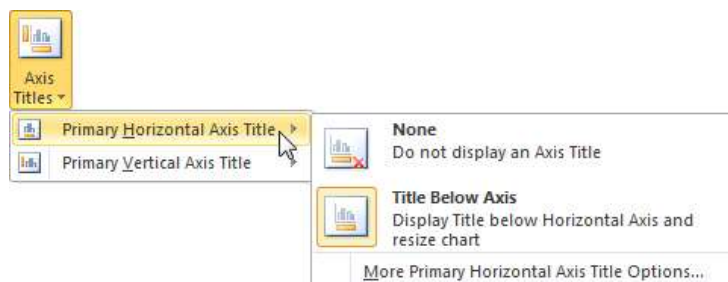 Axis
Titles
Primary Horizontal Axis Title
Primary Vertical Axis Title
None
Do not display an Axis Title
Title Below Axis
Display Title below Horizontal Axis and
resize chart
More Primary Horizontal Axis Title Options...